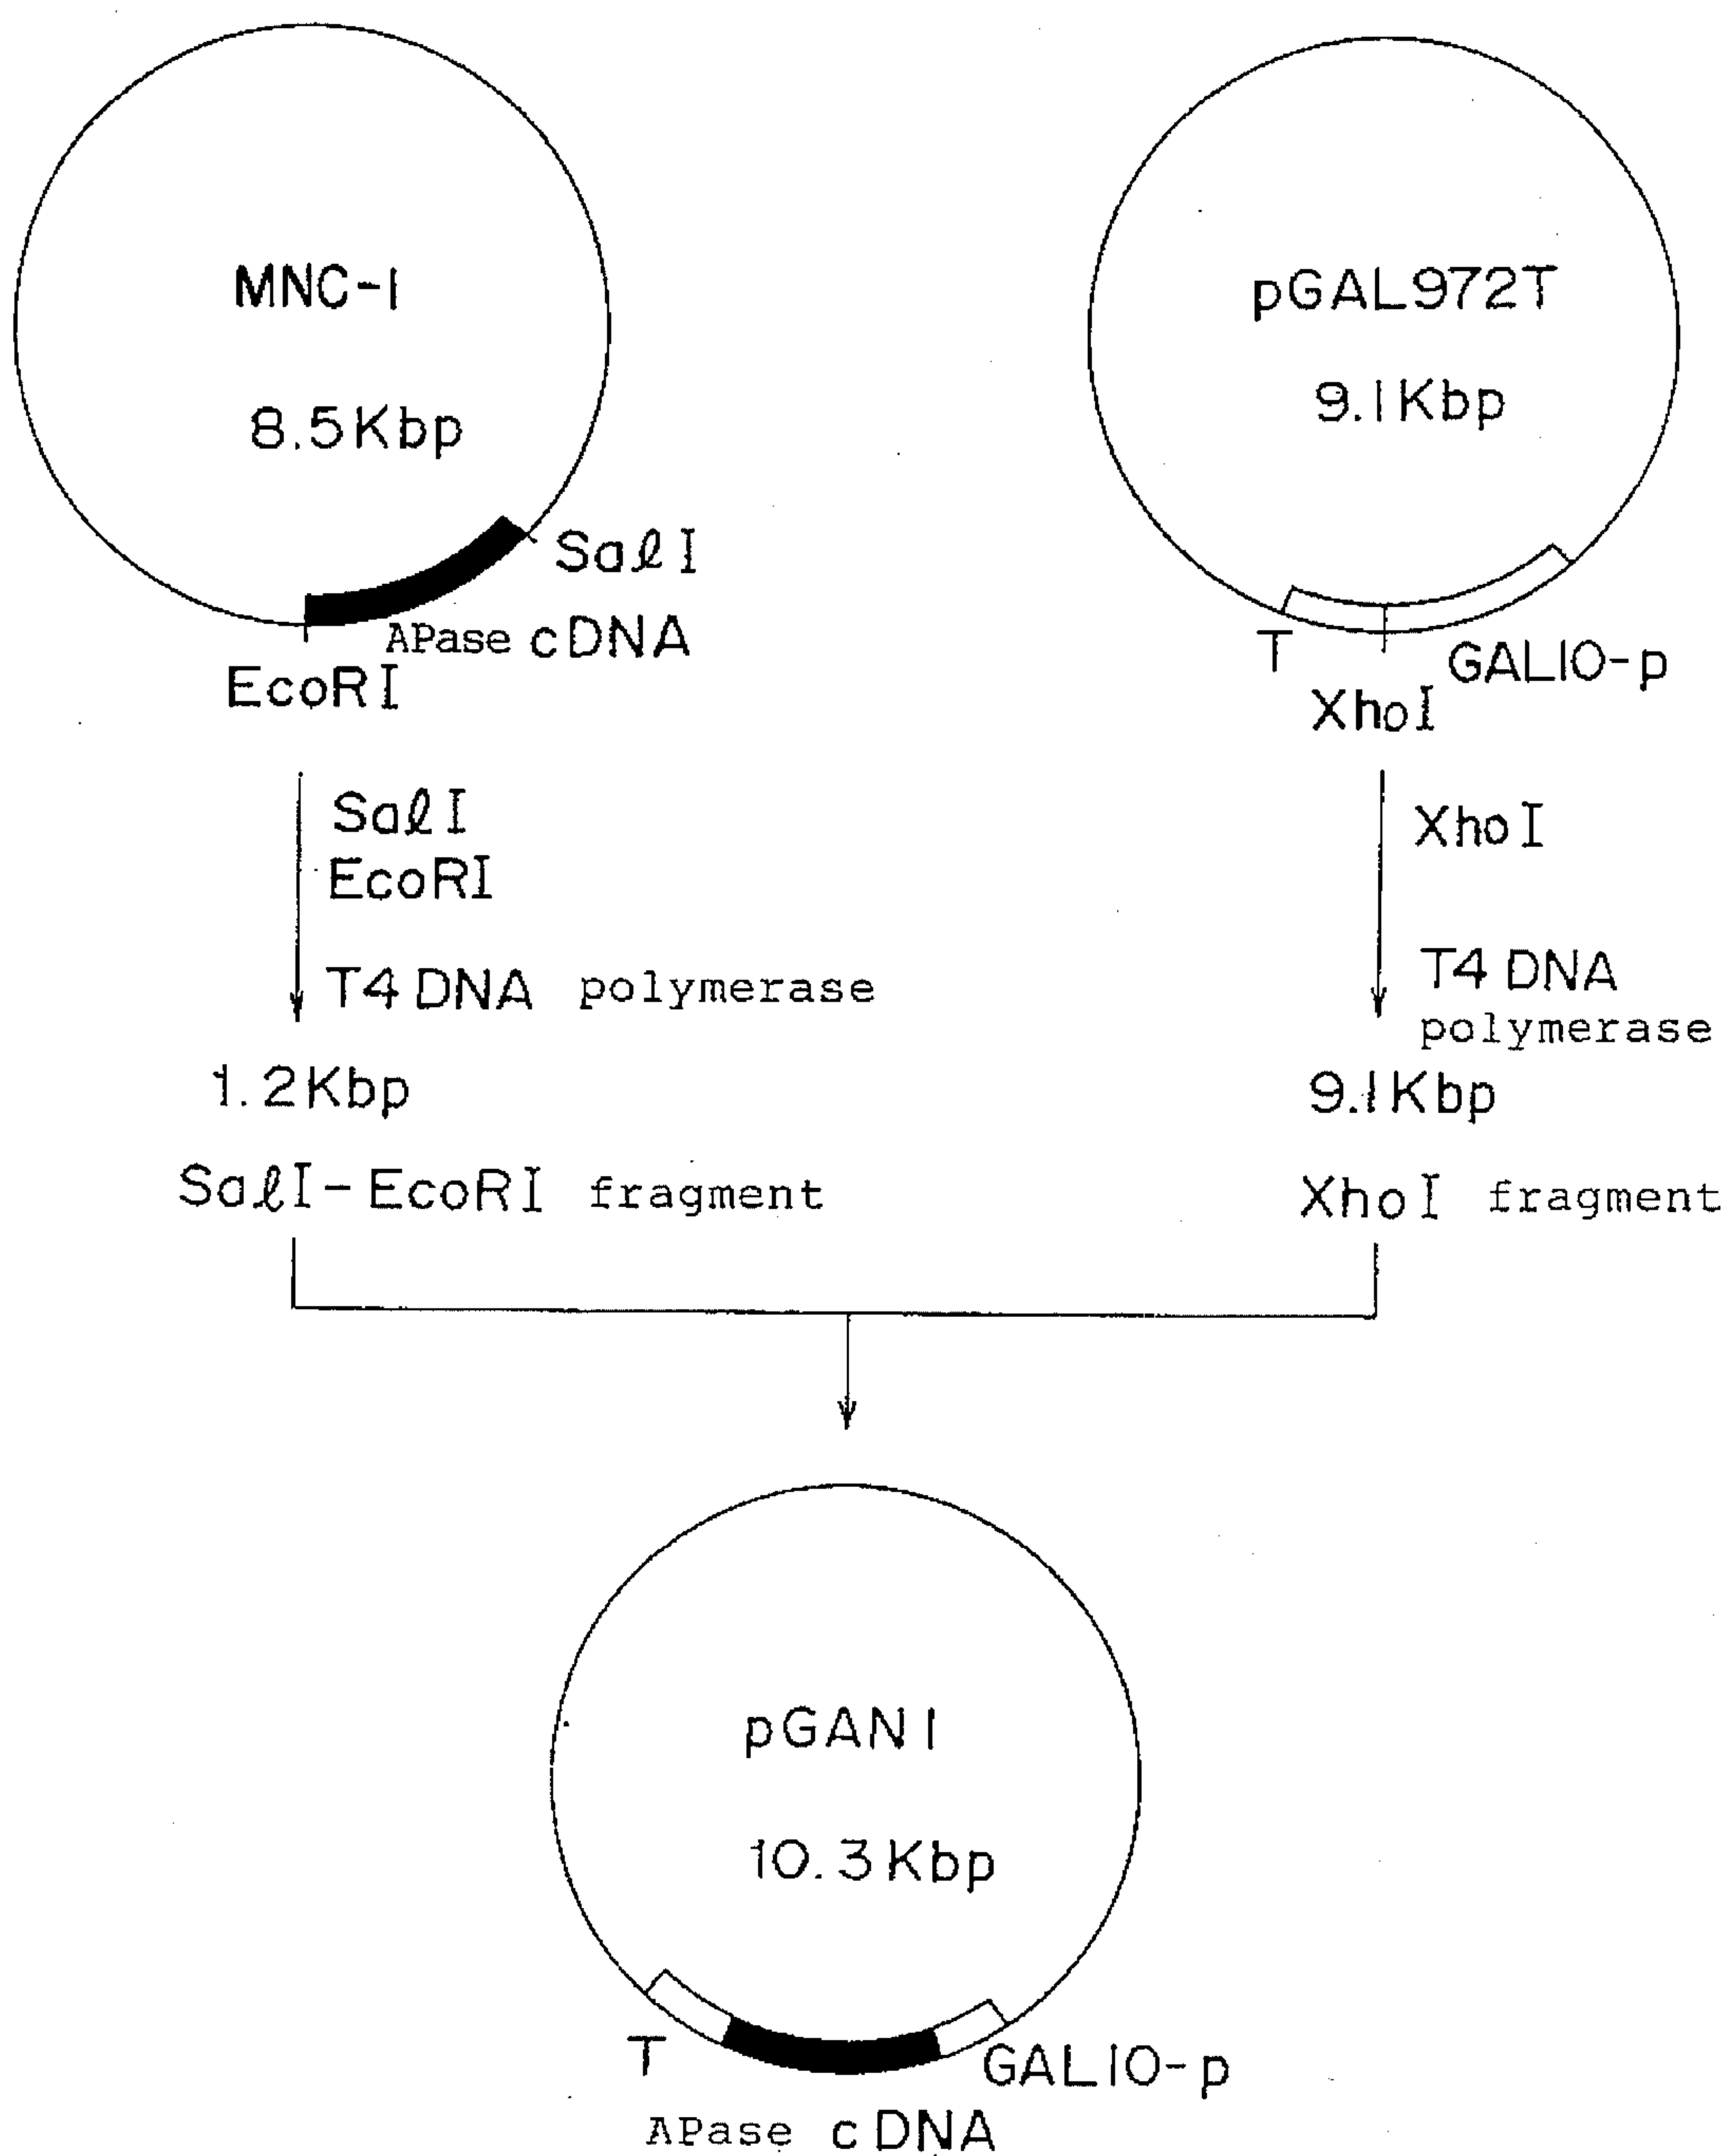 MNC-1
8.5Kbp
SalI
APase cDNA
EcoRI
pGAL972T
9.1Kbp
T
GAL10-p
XhoI
SalI
EcoRI
T4 DNA polymerase
1.2Kbp
SalI-EcoRI fragment
XhoI
T4 DNA
polymerase
9.1Kbp
XhoI fragment
pGAN1
10.3Kbp
T
GAL10-p
APase cDNA